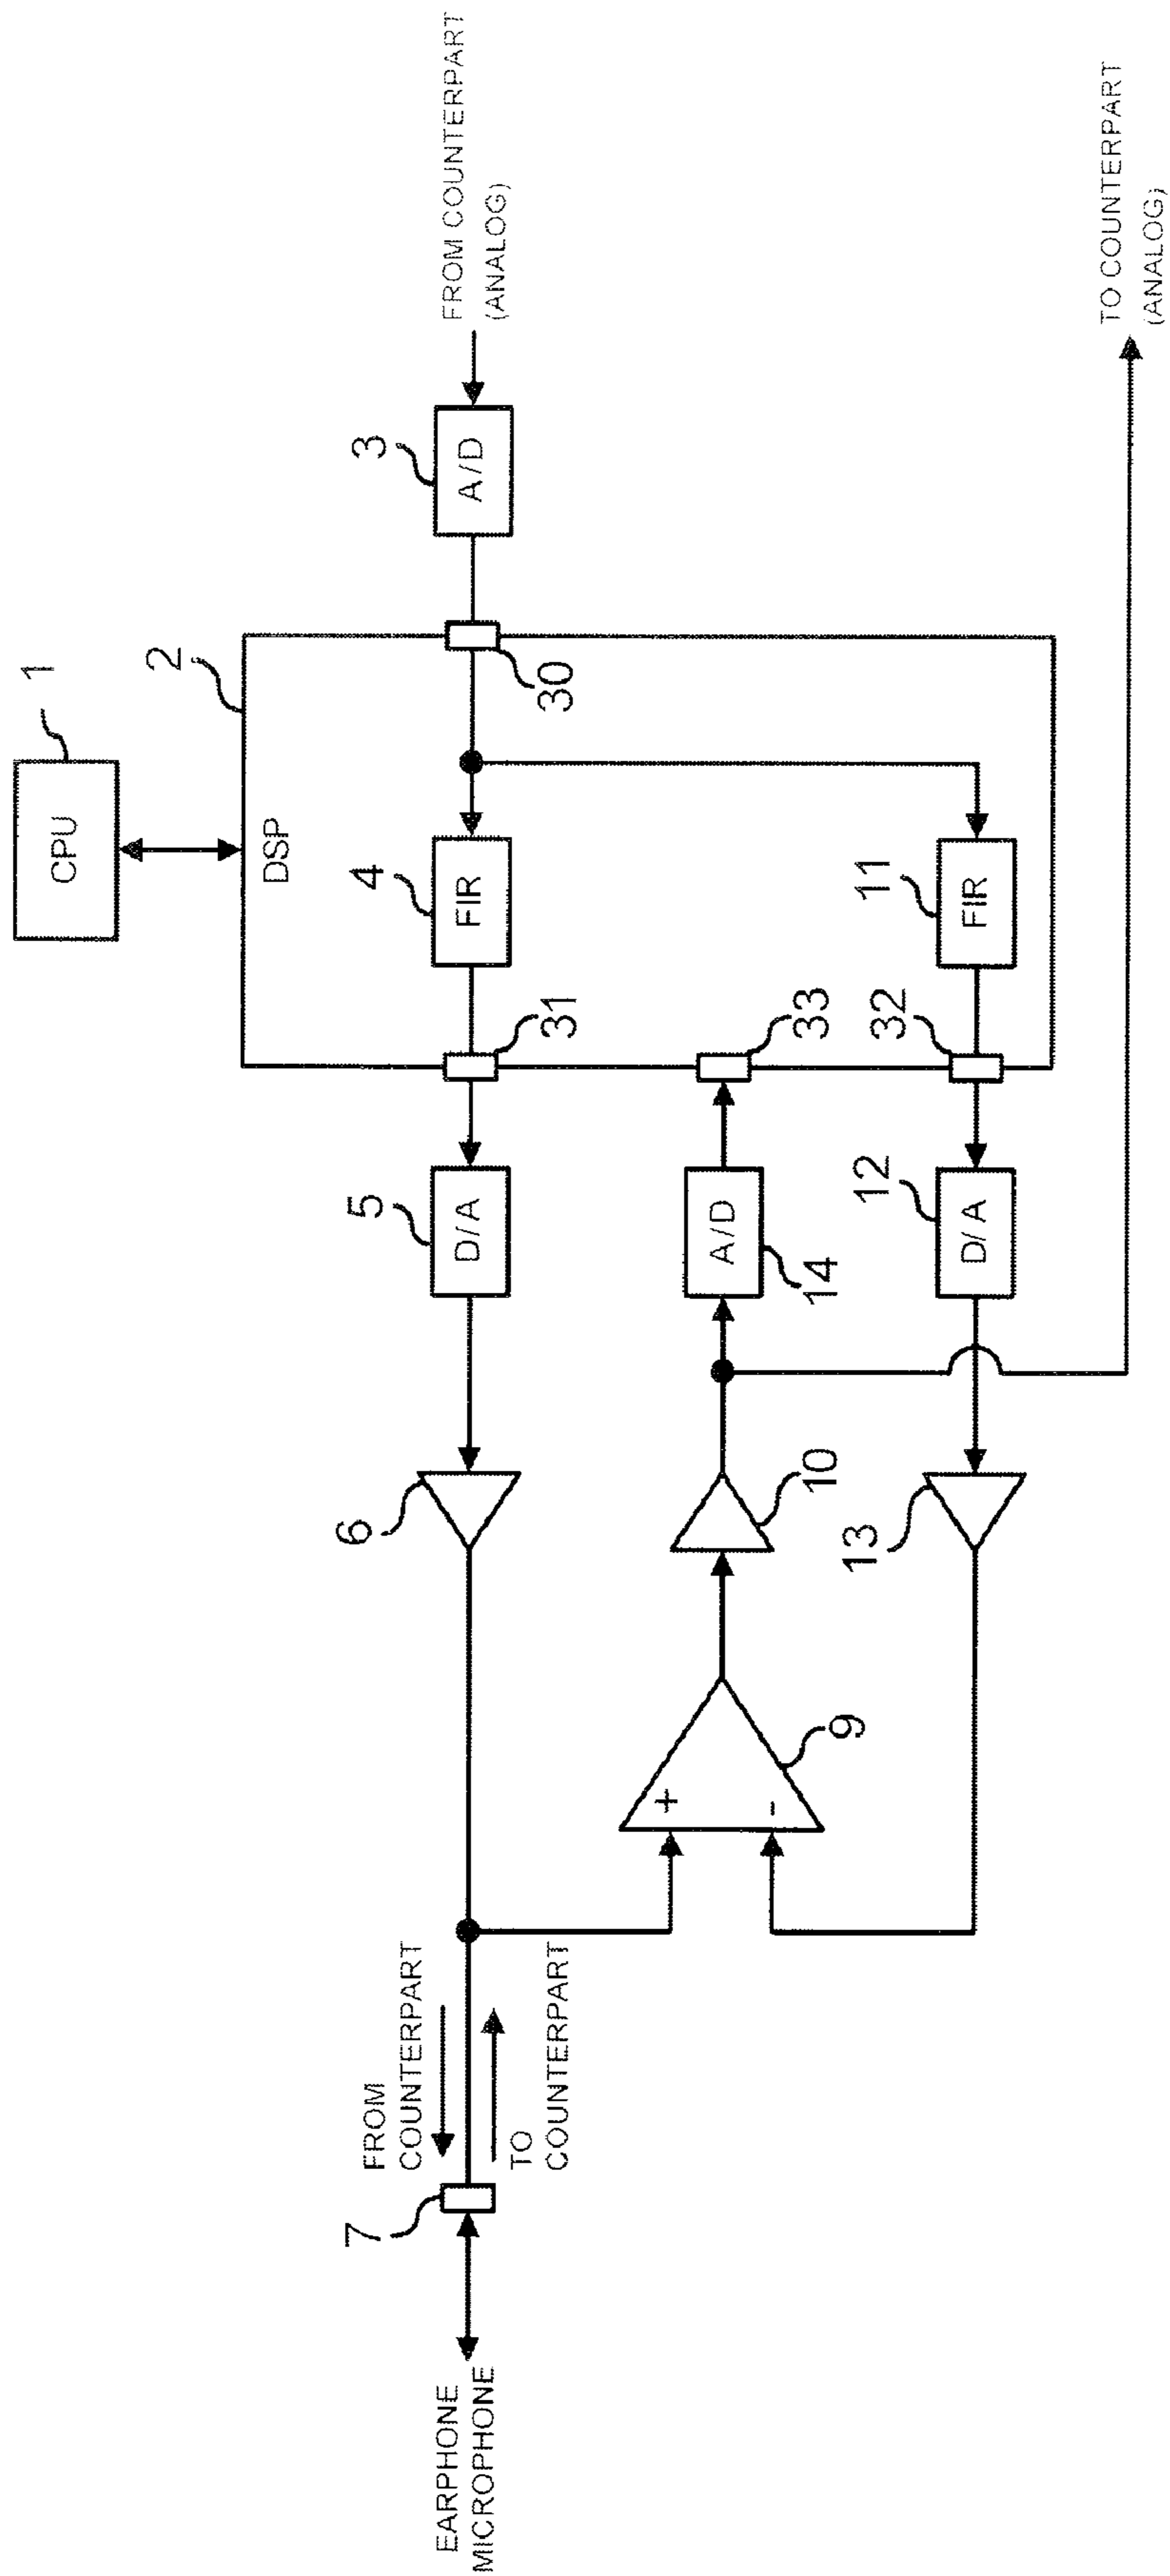 CPU
1
DSP
2
FROM COUNTERPART
(ANALOG)
3
A/D
30
4
FIR
31
5
D/A
6
FROM
COUNTERPART
TO
COUNTERPART
7
EARPHONE
MICROPHONE
33
A/D
14
10
9
+
-
11
FIR
32
12
D/A
13
TO COUNTERPART
(ANALOG)